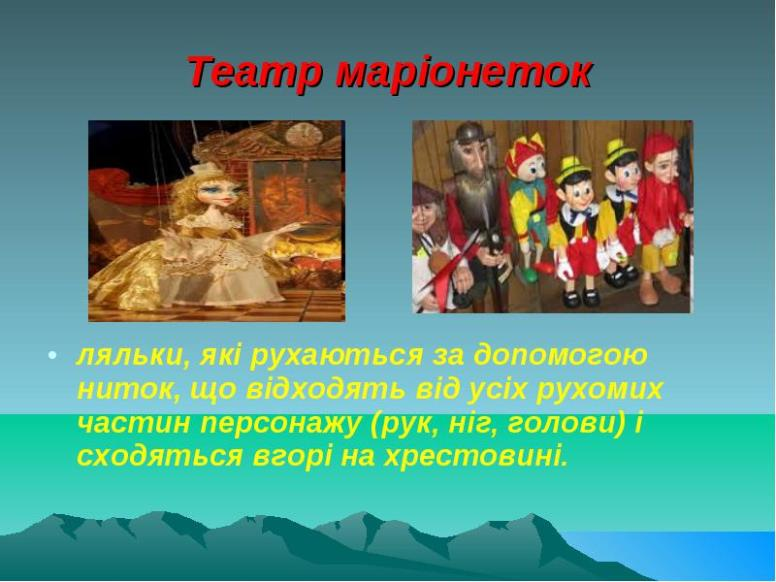 Театр маріонеток
• ляльки, які рухаються за допомогою
ниток, що відходять від усіх рухомих
частин персонажу (рук, ніг, голови) і
сходяться вгорі на хрестовині.